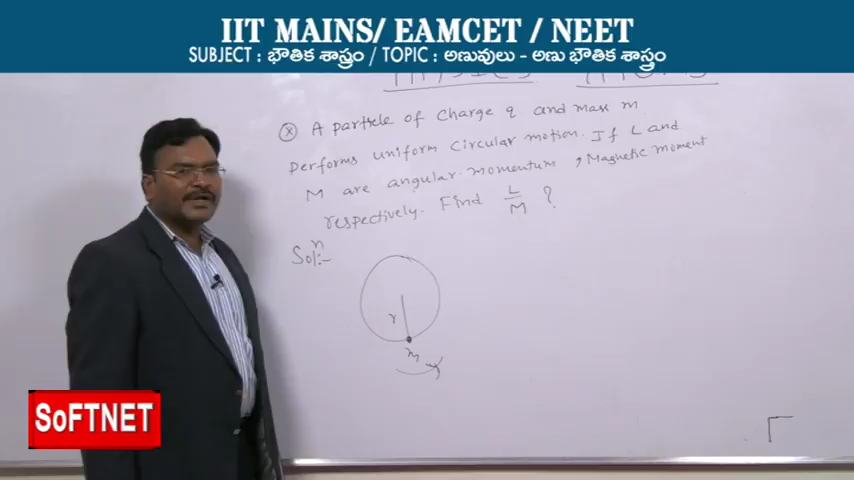 IIT MAINS/ EAMCET / NEET
SUBJECT : భౌతిక శాస్త్రం / TOPIC : అణువులు - అణు భౌతిక శాస్త్రం
(x) A particle of charge q and mass m
performs uniform circular motion. If L and
M are angular momentum , Magnetic moment
respectively. Find L/M ?
Soln:-
r
m
SoFTNET